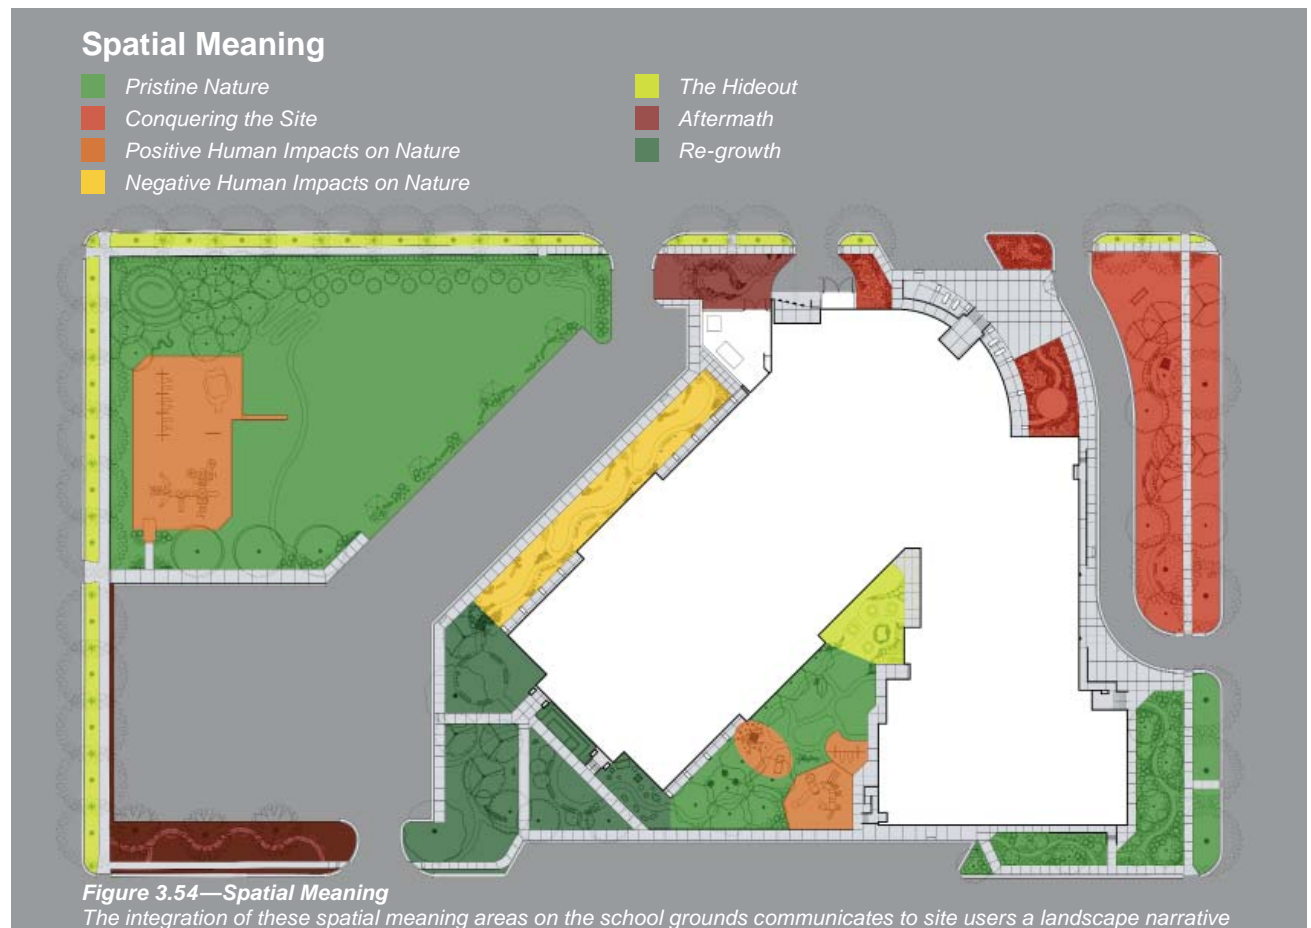 Spatial Meaning
Pristine Nature
Conquering the Site
Positive Human Impacts on Nature
Negative Human Impacts on Nature
The Hideout
Aftermath
Re-growth
Figure 3.54—Spatial Meaning
The integration of these spatial meaning areas on the school grounds communicates to site users a landscape narrative